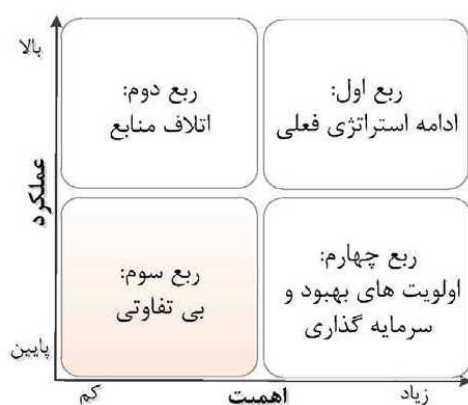 بالا
ربع اول:
ادامه استراتژی فعلی
ربع دوم:
اتلاف منابع
عملکرد
ربع چهارم:
اولویت های بهبود و
سرمایه گذاری
ربع سوم:
بی تفاوتی
پایین
زیاد
اهمیت
کم